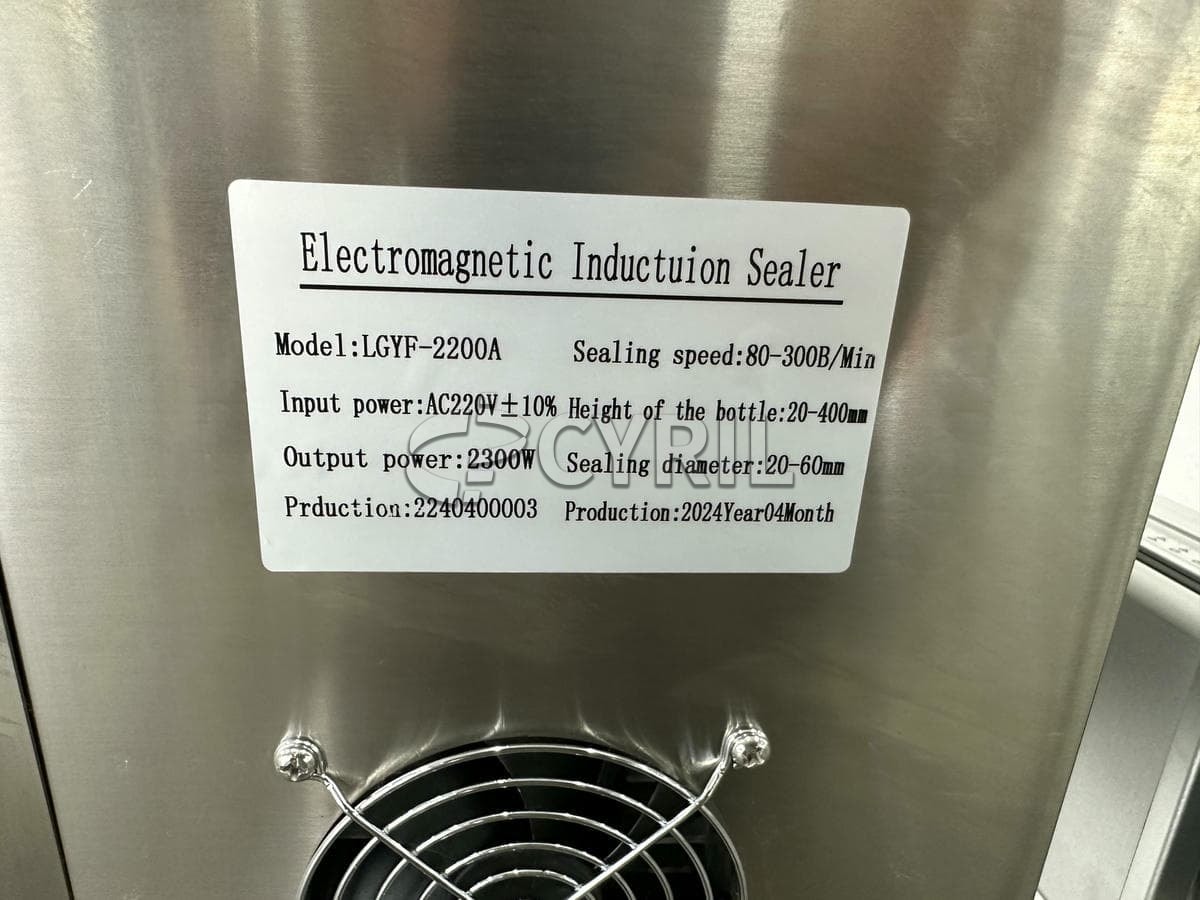 Electromagnetic Inductuion Sealer
Model:LGYF-2200A Sealing speed:80-300B/Min
Input power:AC220V±10% Height of the bottle:20-400mm
Output power:2300W Sealing diameter:20-60mm
Prduction:2240400003 Production:2024Year04Month
CYRIL